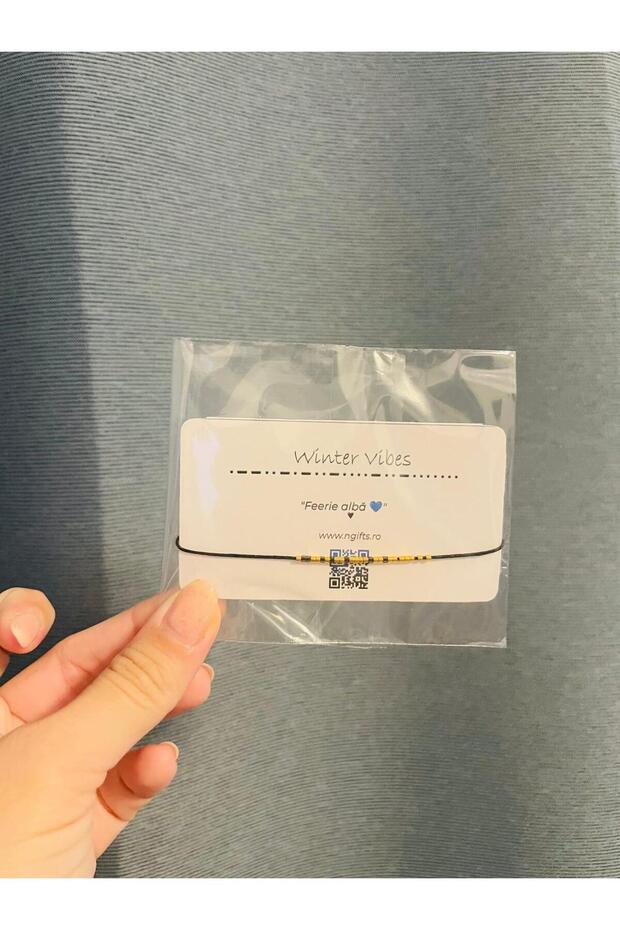 Winter Vibes
"Feerie albă 💙"
www.ngifts.ro